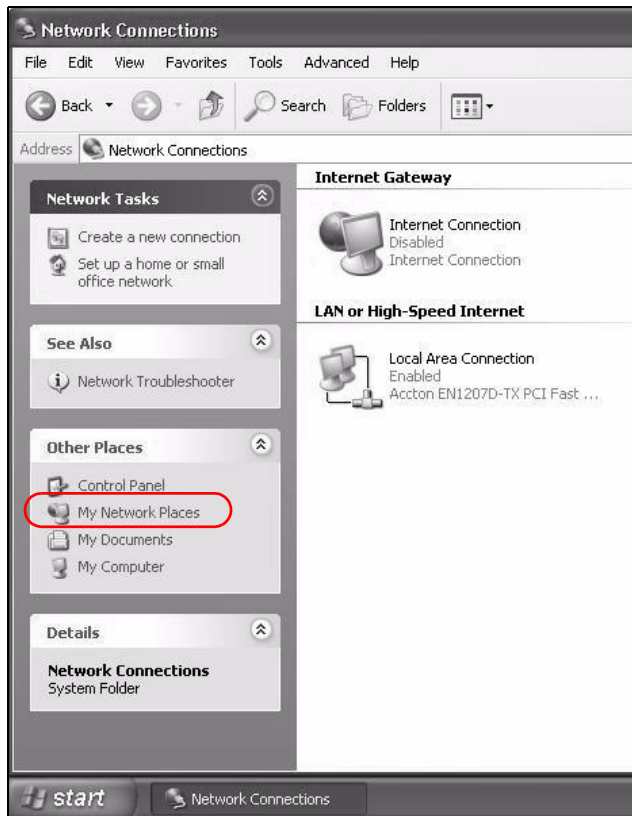 Network Connections
File Edit View Favorites Tools Advanced Help
Back Search Folders
Address Network Connections
Network Tasks
Create a new connection
Set up a home or small
office network
See Also
Network Troubleshooter
Other Places
Control Panel
My Network Places
My Documents
My Computer
Details
Network Connections
System Folder
Internet Gateway
Internet Connection
Disabled
Internet Connection
LAN or High-Speed Internet
Local Area Connection
Enabled
Accton EN1207D-TX PCI Fast ...
start Network Connections